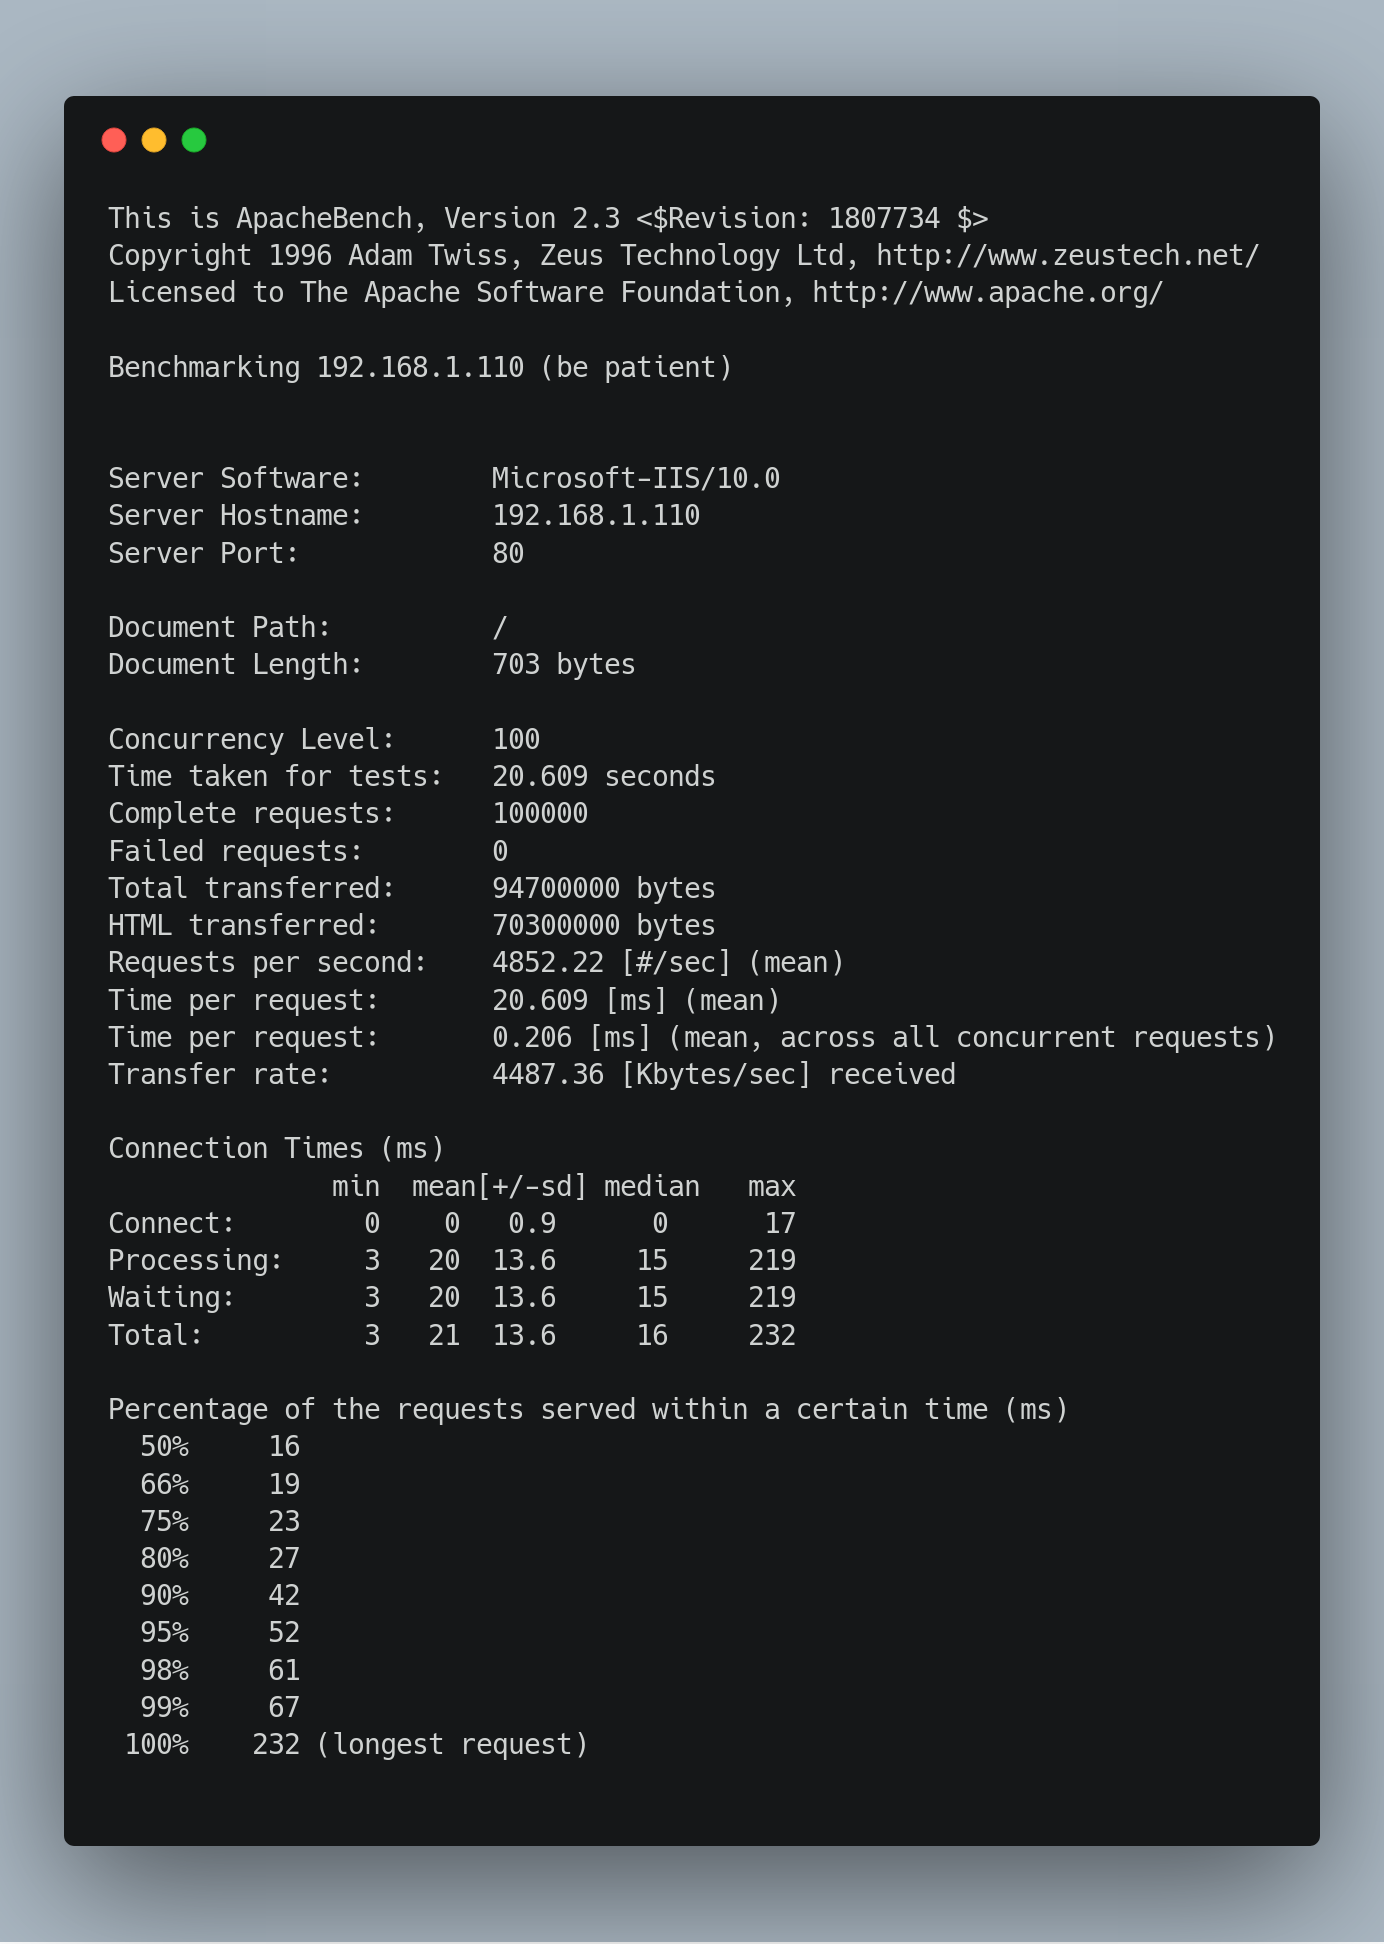 This is ApacheBench, Version 2.3 <$Revision: 1807734 $>
Copyright 1996 Adam Twiss, Zeus Technology Ltd, http://www.zeustech.net/
Licensed to The Apache Software Foundation, http://www.apache.org/

Benchmarking 192.168.1.110 (be patient)


Server Software:        Microsoft-IIS/10.0
Server Hostname:        192.168.1.110
Server Port:            80

Document Path:          /
Document Length:        703 bytes

Concurrency Level:      100
Time taken for tests:   20.609 seconds
Complete requests:      100000
Failed requests:        0
Total transferred:      94700000 bytes
HTML transferred:       70300000 bytes
Requests per second:    4852.22 [#/sec] (mean)
Time per request:       20.609 [ms] (mean)
Time per request:       0.206 [ms] (mean, across all concurrent requests)
Transfer rate:          4487.36 [Kbytes/sec] received

Connection Times (ms)
              min  mean[+/-sd] median   max
Connect:        0    0   0.9      0      17
Processing:     3   20  13.6     15     219
Waiting:        3   20  13.6     15     219
Total:          3   21  13.6     16     232

Percentage of the requests served within a certain time (ms)
  50%     16
  66%     19
  75%     23
  80%     27
  90%     42
  95%     52
  98%     61
  99%     67
 100%    232 (longest request)